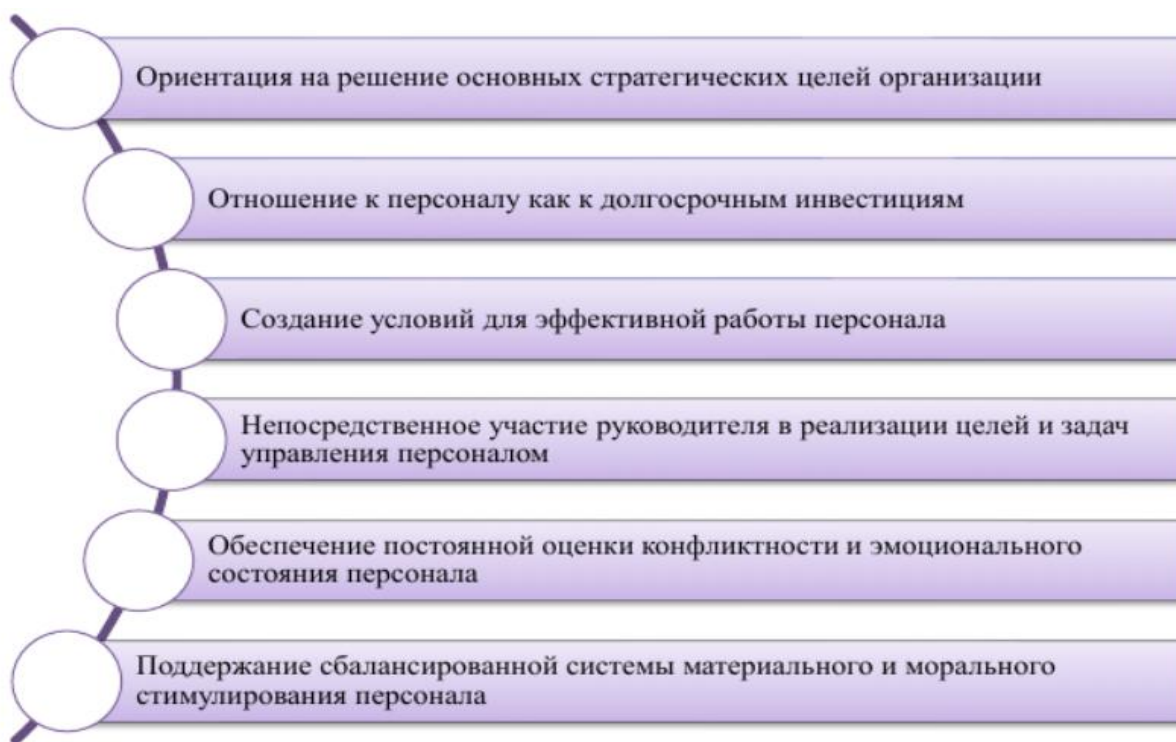 Ориентация на решение основных стратегических целей организации
Отношение к персоналу как к долгосрочным инвестициям
Создание условий для эффективной работы персонала
Непосредственное участие руководителя в реализации целей и задач
управления персоналом
Обеспечение постоянной оценки конфликтности и эмоционального
состояния персонала
Поддержание сбалансированной системы материального и морального
стимулирования персонала